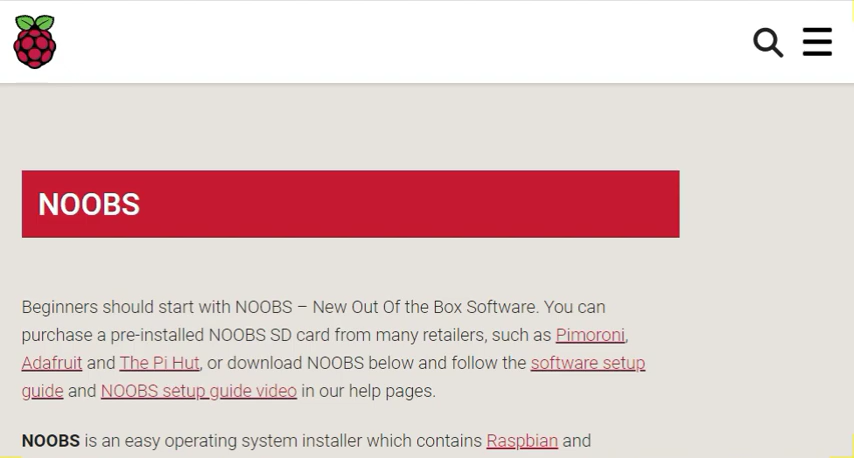 NOOBS
Beginners should start with NOOBS – New Out Of the Box Software. You can
purchase a pre-installed NOOBS SD card from many retailers, such as Pimoroni,
Adafruit and The Pi Hut, or download NOOBS below and follow the software setup
guide and NOOBS setup guide video in our help pages.
NOOBS is an easy operating system installer which contains Raspbian and